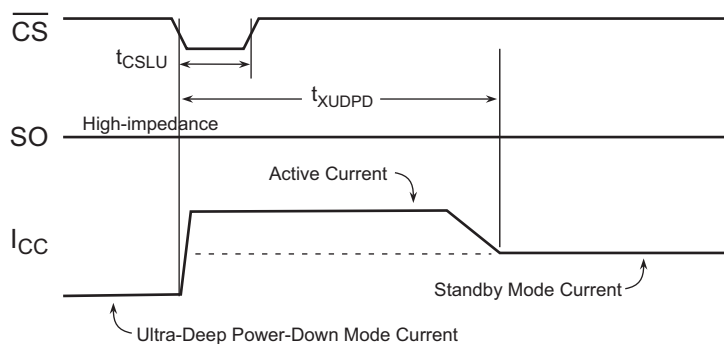 CS
tCSLU
tXUDPD
High-impedance
SO
Active Current
ICC
Standby Mode Current
Ultra-Deep Power-Down Mode Current